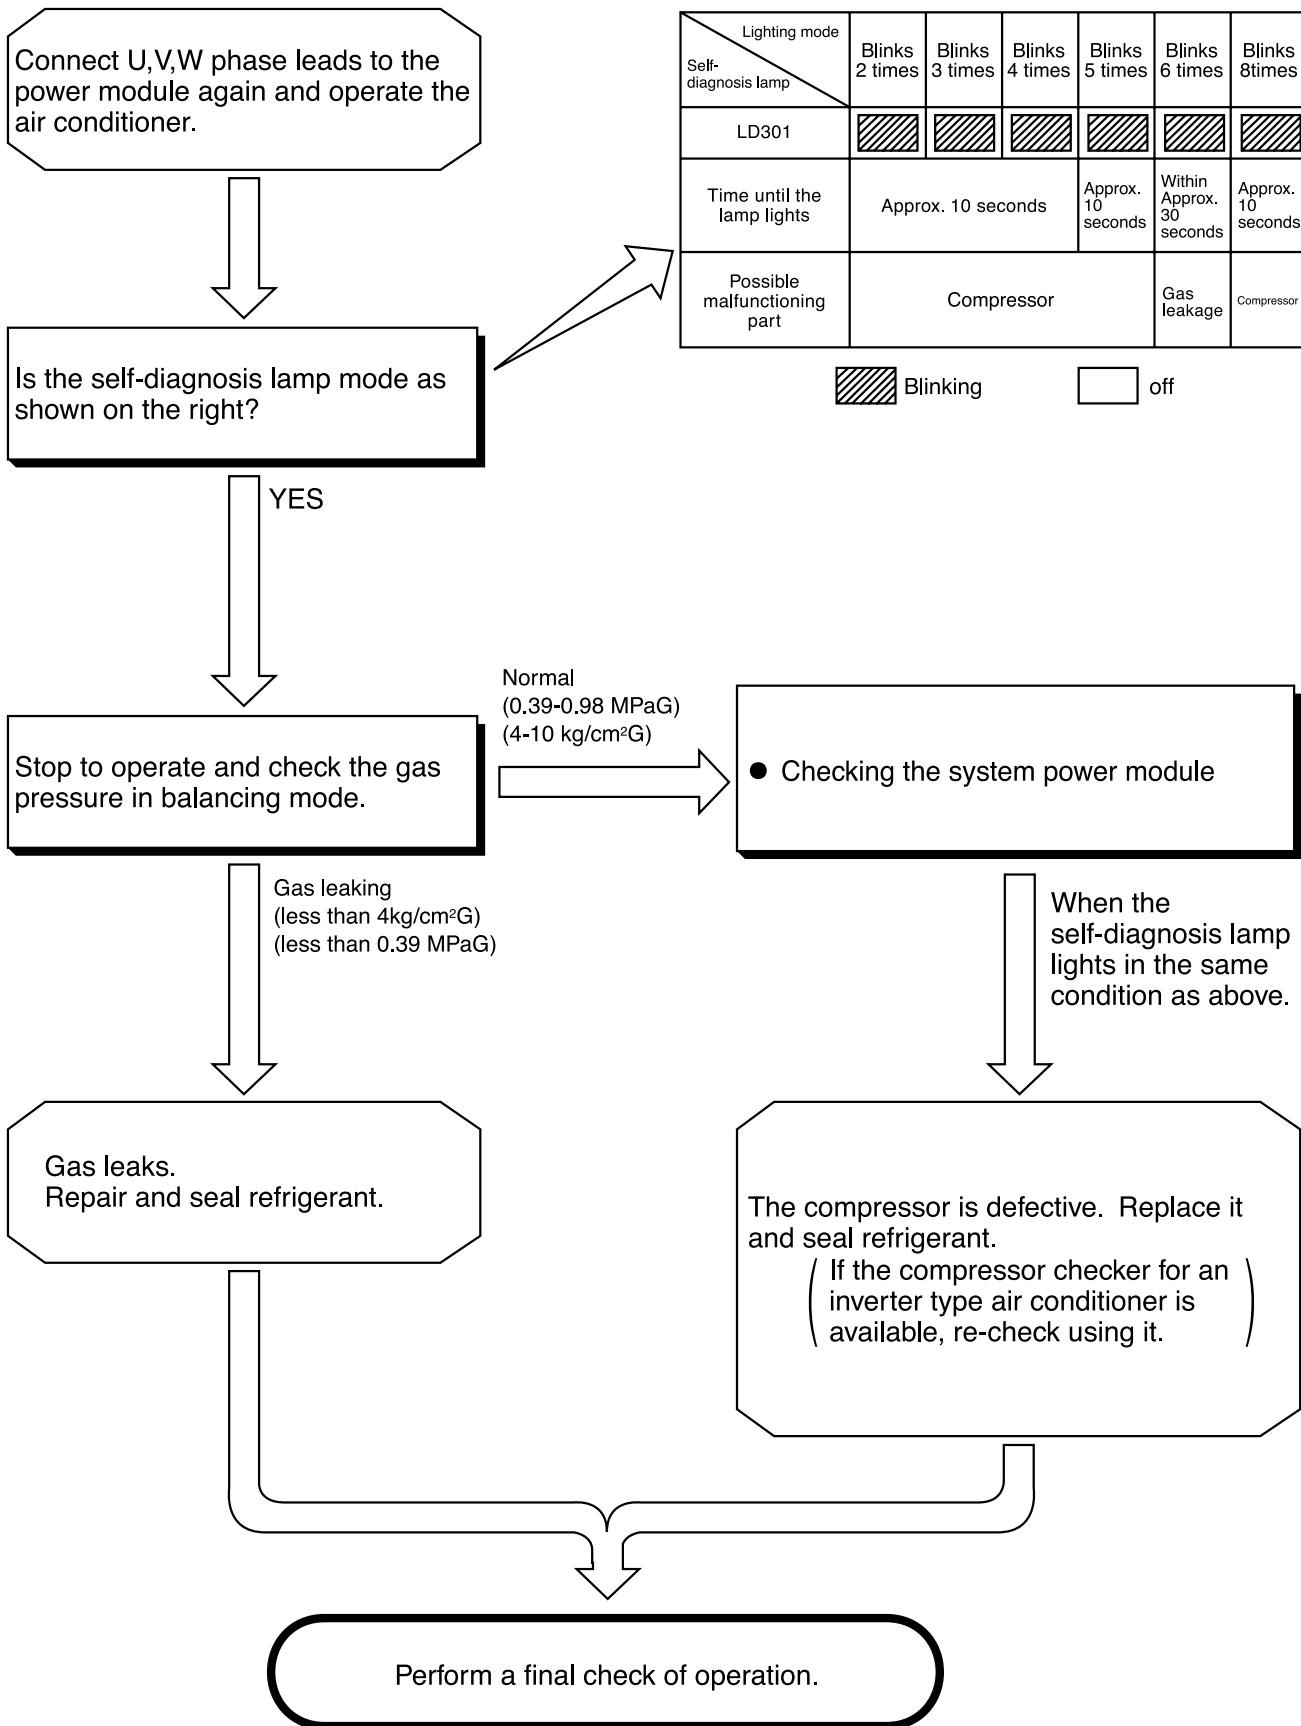 Connect U,V,W phase leads to the
power module again and operate the
air conditioner.
Lighting mode
Self-
diagnosis lamp
Blinks
2 times
Blinks
3 times
Blinks
4 times
Blinks
5 times
Blinks
6 times
Blinks
8times
LD301
Time until the
lamp lights
Approx. 10 seconds
Approx.
10
seconds
Within
Approx.
30
seconds
Approx.
10
seconds
Possible
malfunctioning
part
Compressor
Gas
leakage
Compressor
Blinking
off
Is the self-diagnosis lamp mode as
shown on the right?
YES
Stop to operate and check the gas
pressure in balancing mode.
Normal
(0.39-0.98 MPaG)
(4-10 kg/cm²G)
● Checking the system power module
Gas leaking
(less than 4kg/cm²G)
(less than 0.39 MPaG)
When the
self-diagnosis lamp
lights in the same
condition as above.
Gas leaks.
Repair and seal refrigerant.
The compressor is defective. Replace it
and seal refrigerant.
( If the compressor checker for an
inverter type air conditioner is
available, re-check using it. )
Perform a final check of operation.